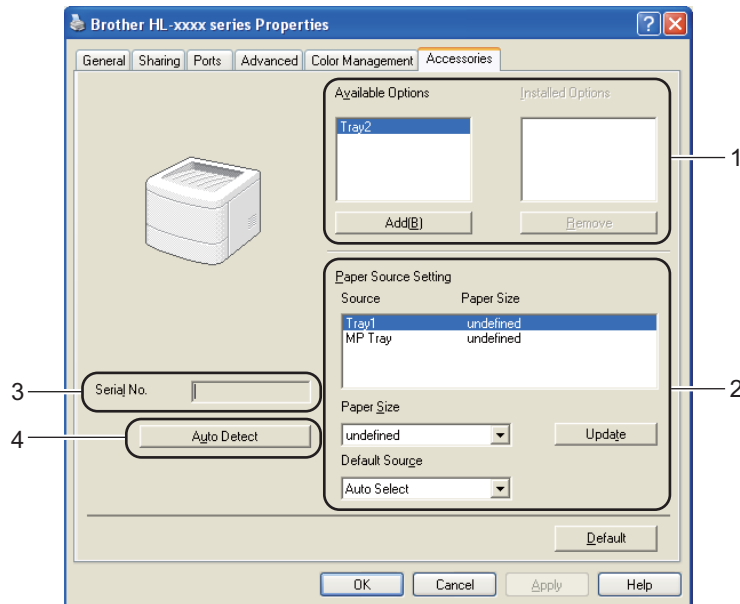 Brother HL-xxxx series Properties
General Sharing Ports Advanced Color Management Accessories
Available Options Installed Options
Tray2
1
Add(B) Remove
Paper Source Setting
Source Paper Size
Tray1 undefined
MP Tray undefined
2
3
Serial No.
4
Auto Detect
Paper Size
undefined Update
Default Source
Auto Select
Default
OK Cancel Apply Help